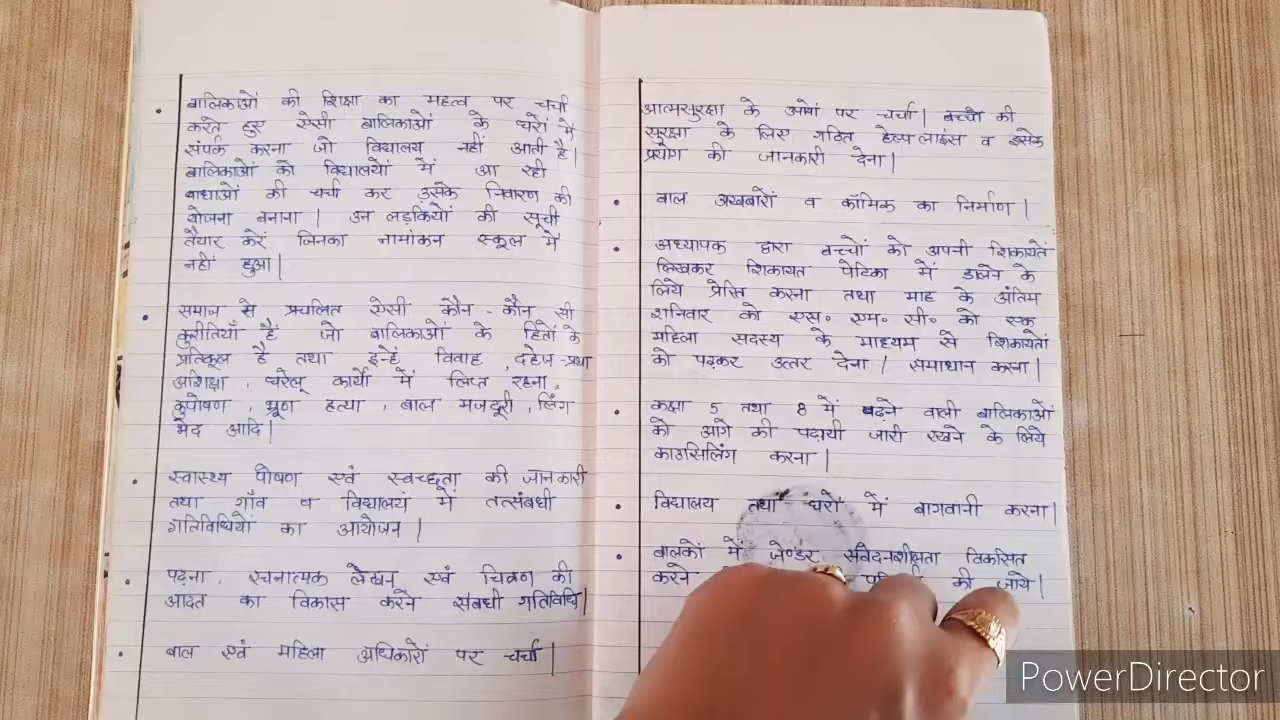 बालिकाओं की शिक्षा का महत्व पर चर्चा
करते हुए ऐसी बालिकाओं के घरों में
संपर्क करना जो विद्यालय नहीं आती है|
बालिकाओं को विद्यालयों में आ रही
बाधाओं की चर्चा कर उसके निवारण की
योजना बनाना | उन लड़कियों की सूची
तैयार करें जिनका नामांकन स्कूल में
नहीं हुआ|
समाज से प्रचलित ऐसी कौन - कौन सी
कुरीतियाँ हैं जो बालिकाओं के हितों के
प्रतिकूल है तथा इन्हें विवाह, दहेज-प्रथा
अशिक्षा, घरेलू कार्यो में लिप्त रहना,
कुपोषण, भ्रूण हत्या, बाल मजदूरी, लिंग
भेद आदि|
स्वास्थ्य पोषण एवं स्वच्छता की जानकारी
तथा गाँव व विद्यालय में तत्संबंधी
गतिविधियों का आयोजन |
पढ़ना, रचनात्मक लेखन एवं चित्रण की
आदत का विकास करने संबधी गतिविधि|
बाल एवं महिला अधिकारों पर चर्चा|
आत्मसुरक्षा के पर चर्चा| बच्चो की
सुरक्षा के लिए गठित हेल्प लाइंस व इसके
प्रयोग की जानकारी देना|
बाल अखबारों व कॉमिक का निर्माण|
अध्यापक द्वारा बच्चों को अपनी शिकायतें
लिखकर शिकायत पेटिका में डालने के
लिये प्रेरित करना तथा माह के अंतिम
शनिवार को एस॰ एम॰ सी॰ की एक
महिला सदस्य के माध्यम से शिकायतों
को पढ़कर उत्तर देना / समाधान करना|
कक्षा 5 तथा 8 में पढ़ने वाली बालिकाओं
को आगे की पढ़ायी जारी रखने के लिये
काउंसिलिंग करना|
विद्यालय तथा घरों में बागवानी करना|
बालकों में जेण्डर संवेदनशीलता विकसित
करने की जाये|
PowerDirector